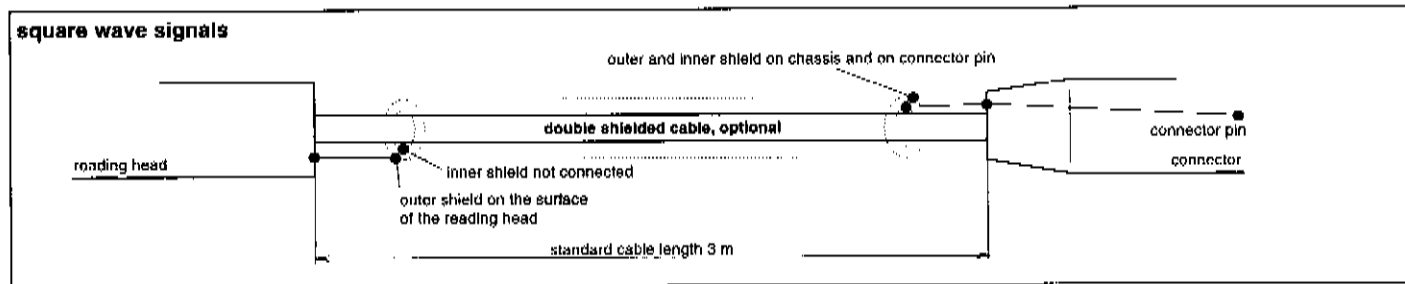 square wave signals
outer and inner shield on chassis and on connector pin
double shielded cable, optional
connector pin
reading head
connector
inner shield not connected
outer shield on the surface
of the reading head
standard cable length 3 m